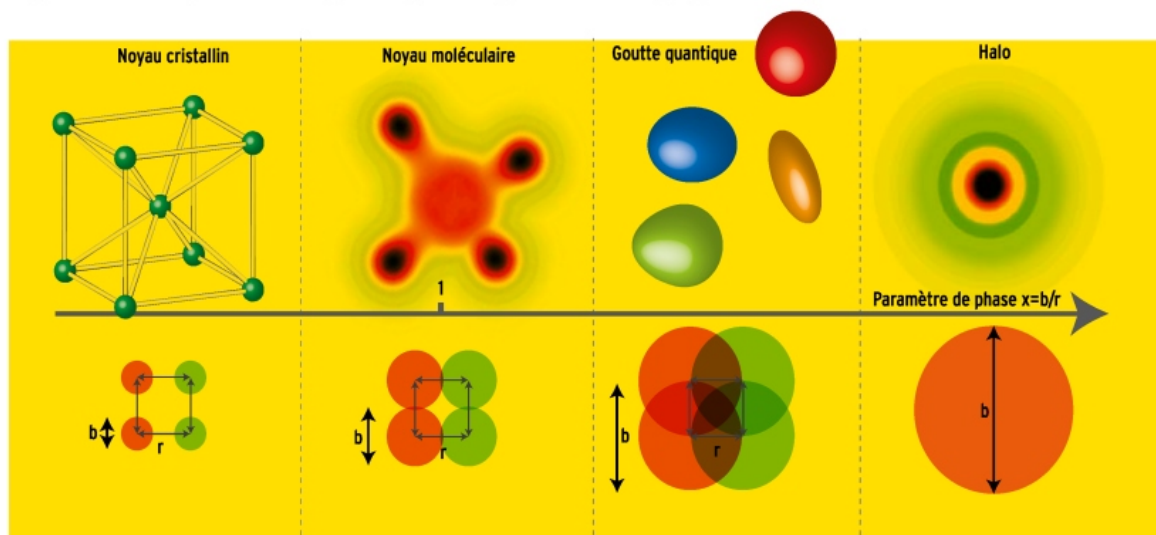 Noyau cristallin
Noyau moléculaire
Goutte quantique
Halo
1
Paramètre de phase x=b/r
b
r
b
r
b
r
b